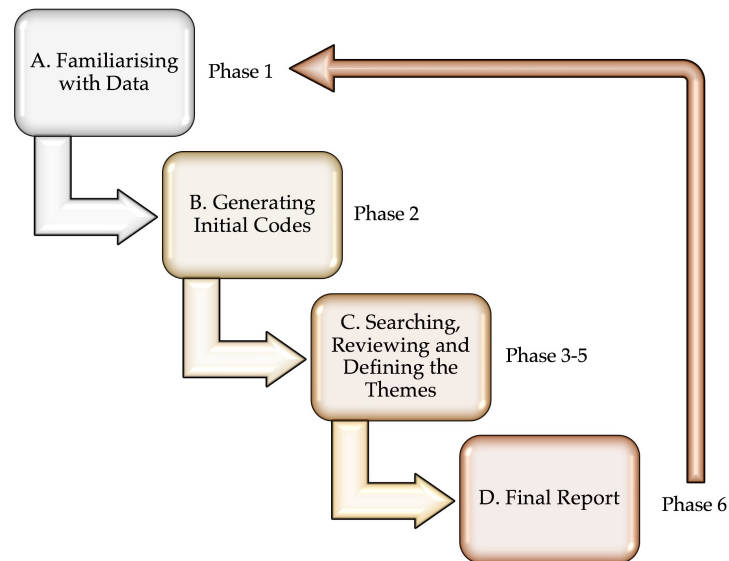 A. Familiarising
with Data
Phase 1
B. Generating
Initial Codes
Phase 2
C. Searching,
Reviewing and
Defining the
Themes
Phase 3-5
D. Final Report
Phase 6